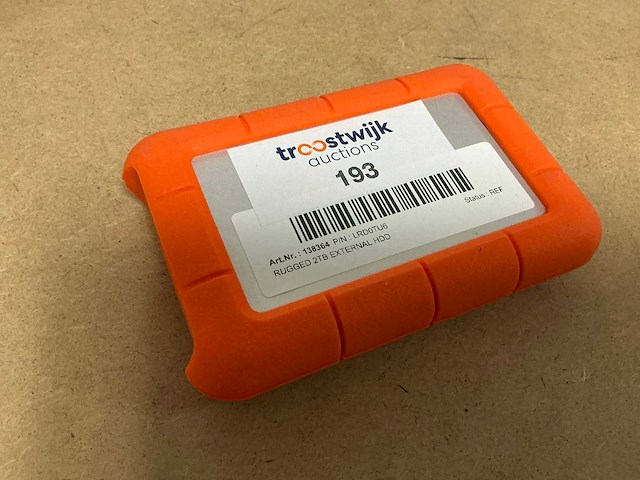 troostwijk
auctions
193
Status : REF
Art.Nr. : 138364 P/N : LRD0TU6
RUGGED 2TB EXTERNAL HDD